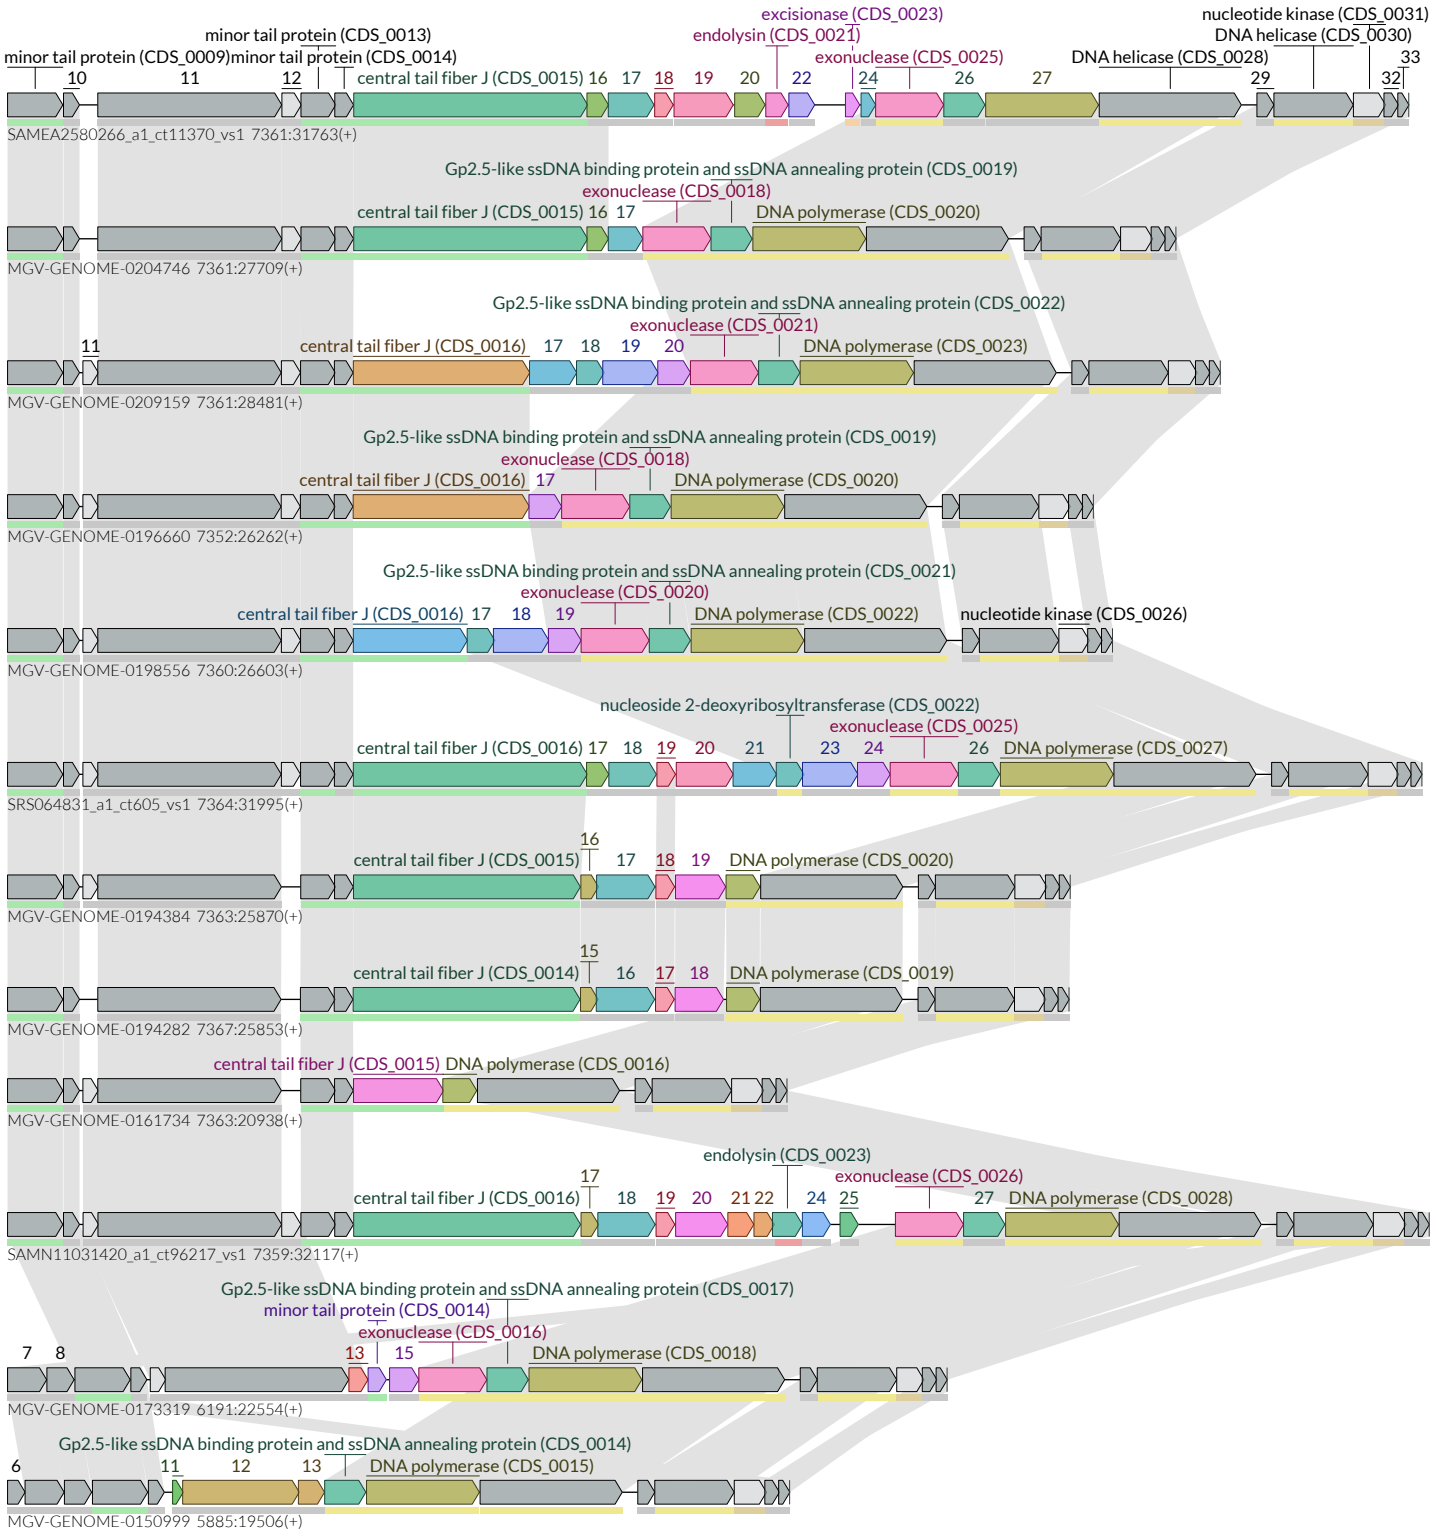 excisionase (CDS_0023) nucleotide kinase (CDS_0031)
minor tail protein (CDS_0013) endolysin (CDS_0021) DNA helicase (CDS_0030)
minor tail protein (CDS_0009) minor tail protein (CDS_0014) exonuclease (CDS_0025) DNA helicase (CDS_0028) 33
10 11 12 central tail fiber J (CDS_0015) 16 17 18 19 20 22 24 26 27 29 32
SAMEA2580266_a1_ct11370_vs1 7361:31763(+)
Gp2.5-like ssDNA binding protein and ssDNA annealing protein (CDS_0019)
exonuclease (CDS_0018)
central tail fiber J (CDS_0015) 16 17 DNA polymerase (CDS_0020)
MGV-GENOME-0204746 7361:27709(+)
Gp2.5-like ssDNA binding protein and ssDNA annealing protein (CDS_0022)
exonuclease (CDS_0021)
11 central tail fiber J (CDS_0016) 17 18 19 20 DNA polymerase (CDS_0023)
MGV-GENOME-0209159 7361:28481(+)
Gp2.5-like ssDNA binding protein and ssDNA annealing protein (CDS_0019)
exonuclease (CDS_0018)
central tail fiber J (CDS_0016) 17 DNA polymerase (CDS_0020)
MGV-GENOME-0196660 7352:26262(+)
Gp2.5-like ssDNA binding protein and ssDNA annealing protein (CDS_0021)
exonuclease (CDS_0020)
central tail fiber J (CDS_0016) 17 18 19 DNA polymerase (CDS_0022) nucleotide kinase (CDS_0026)
MGV-GENOME-0198556 7360:26603(+)
nucleoside 2-deoxyribosyltransferase (CDS_0022)
exonuclease (CDS_0025)
central tail fiber J (CDS_0016) 17 18 19 20 21 23 24 26 DNA polymerase (CDS_0027)
SRS064831_a1_ct605_vs1 7364:31995(+)
16
central tail fiber J (CDS_0015) 17 18 19 DNA polymerase (CDS_0020)
MGV-GENOME-0194384 7363:25870(+)
15
central tail fiber J (CDS_0014) 16 17 18 DNA polymerase (CDS_0019)
MGV-GENOME-0194282 7367:25853(+)
central tail fiber J (CDS_0015) DNA polymerase (CDS_0016)
MGV-GENOME-0161734 7363:20938(+)
endolysin (CDS_0023)
17 exonuclease (CDS_0026)
central tail fiber J (CDS_0016) 18 19 20 21 22 24 25 27 DNA polymerase (CDS_0028)
SAMN11031420_a1_ct96217_vs1 7359:32117(+)
Gp2.5-like ssDNA binding protein and ssDNA annealing protein (CDS_0017)
minor tail protein (CDS_0014)
exonuclease (CDS_0016)
7 8 13 15 DNA polymerase (CDS_0018)
MGV-GENOME-0173319 6191:22554(+)
Gp2.5-like ssDNA binding protein and ssDNA annealing protein (CDS_0014)
6 11 12 13 DNA polymerase (CDS_0015)
MGV-GENOME-0150999 5885:19506(+)